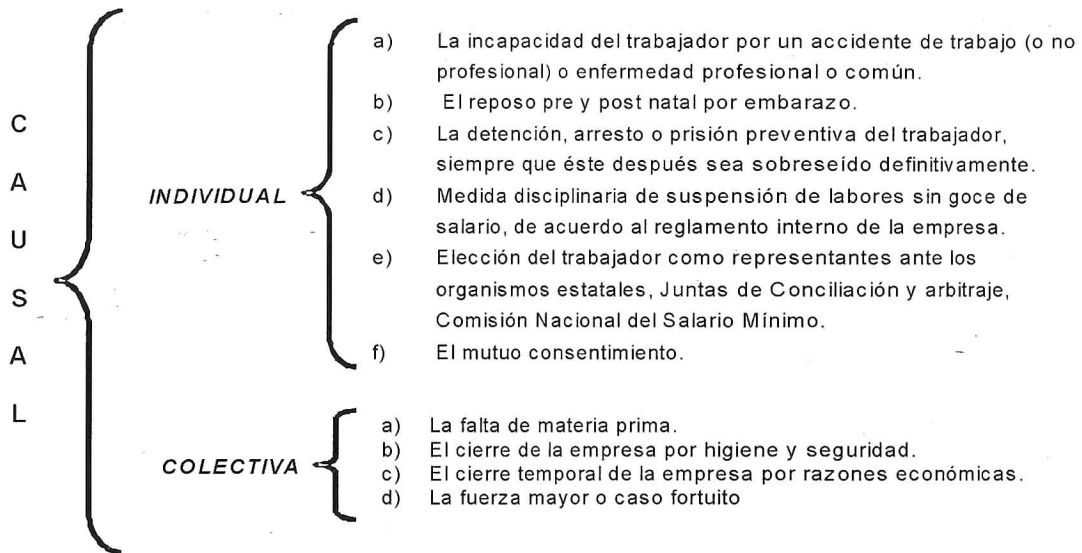 CAUSAL
INDIVIDUAL
a) La incapacidad del trabajador por un accidente de trabajo (o no
profesional) o enfermedad profesional o común.
b) El reposo pre y post natal por embarazo.
c) La detención, arresto o prisión preventiva del trabajador,
siempre que éste después sea sobreseído definitivamente.
d) Medida disciplinaria de suspensión de labores sin goce de
salario, de acuerdo al reglamento interno de la empresa.
e) Elección del trabajador como representantes ante los
organismos estatales, Juntas de Conciliación y arbitraje,
Comisión Nacional del Salario Mínimo.
f) El mutuo consentimiento.
COLECTIVA
a) La falta de materia prima.
b) El cierre de la empresa por higiene y seguridad.
c) El cierre temporal de la empresa por razones económicas.
d) La fuerza mayor o caso fortuito